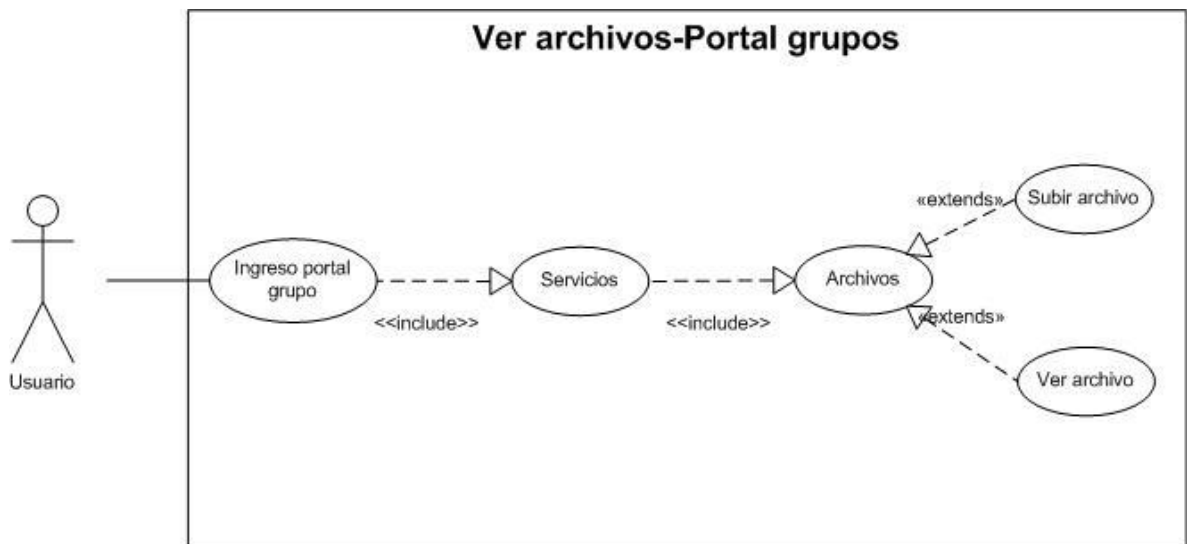 Ver archivos-Portal grupos
Subir archivo
«extends»
Ingreso portal
grupo
Servicios
Archivos
<<include>>
<<include>>
«extends»
Ver archivo
Usuario